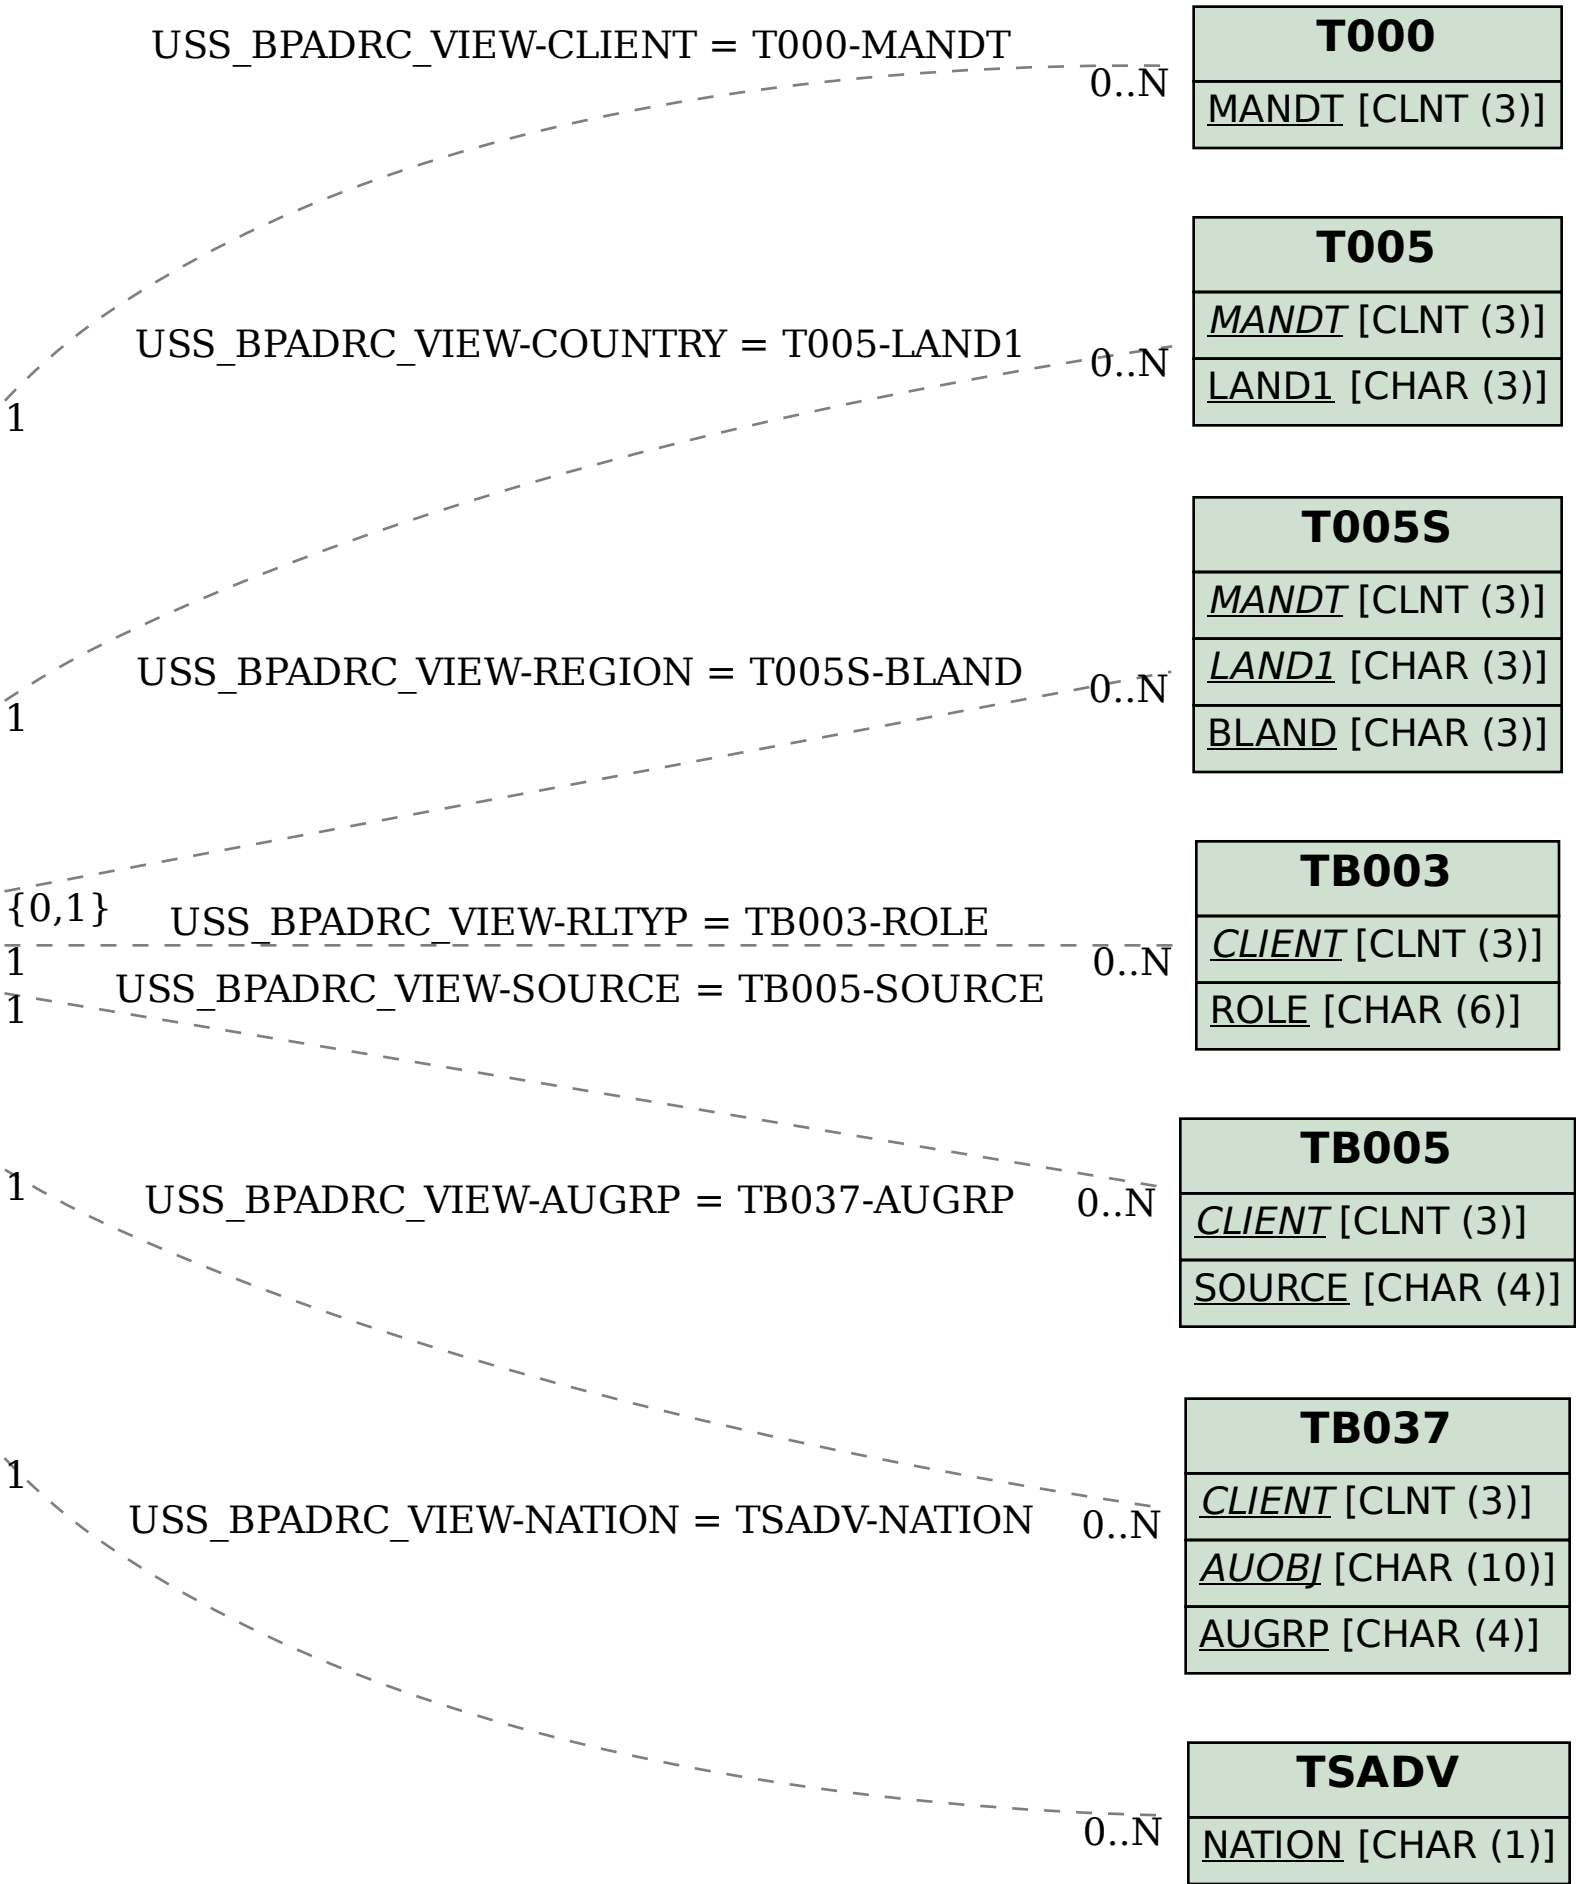 USS_BPADRC_VIEW-CLIENT = T000-MANDT
0..N
1
T000
MANDT [CLNT (3)]
USS_BPADRC_VIEW-COUNTRY = T005-LAND1
0..N
1
T005
MANDT [CLNT (3)]
LAND1 [CHAR (3)]
USS_BPADRC_VIEW-REGION = T005S-BLAND
0..N
{0,1}
T005S
MANDT [CLNT (3)]
LAND1 [CHAR (3)]
BLAND [CHAR (3)]
USS_BPADRC_VIEW-RLTYP = TB003-ROLE
0..N
1
TB003
CLIENT [CLNT (3)]
ROLE [CHAR (6)]
USS_BPADRC_VIEW-SOURCE = TB005-SOURCE
1
0..N
TB005
CLIENT [CLNT (3)]
SOURCE [CHAR (4)]
USS_BPADRC_VIEW-AUGRP = TB037-AUGRP
1
0..N
TB037
CLIENT [CLNT (3)]
AUOBJ [CHAR (10)]
AUGRP [CHAR (4)]
USS_BPADRC_VIEW-NATION = TSADV-NATION
1
0..N
TSADV
NATION [CHAR (1)]